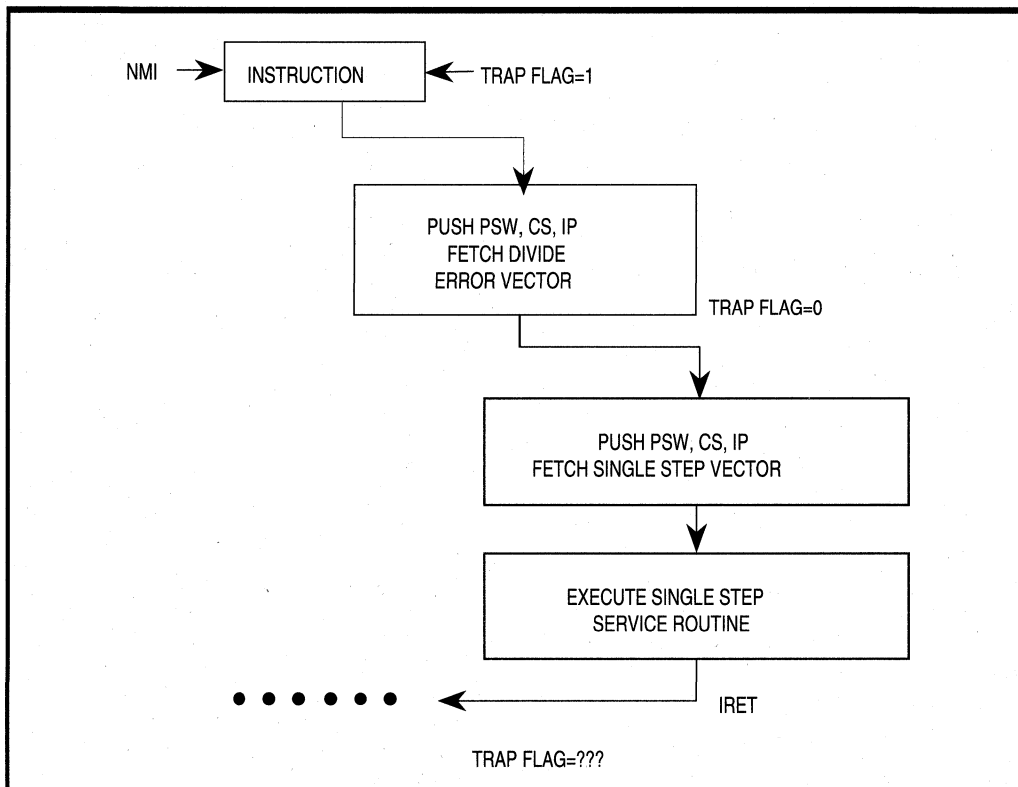 NMI
INSTRUCTION
TRAP FLAG=1
PUSH PSW, CS, IP
FETCH DIVIDE
ERROR VECTOR
TRAP FLAG=0
PUSH PSW, CS, IP
FETCH SINGLE STEP VECTOR
EXECUTE SINGLE STEP
SERVICE ROUTINE
IRET
TRAP FLAG=???